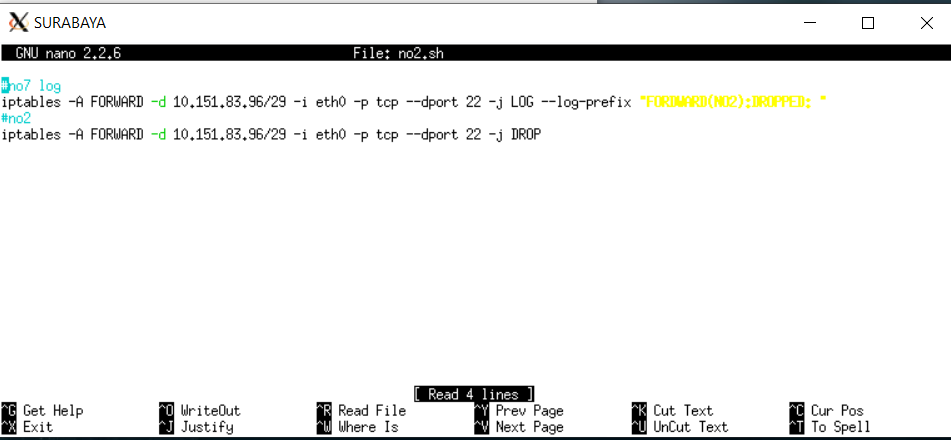 SURABAYA
GNU nano 2.2.6 File: no2.sh
#no7 log
iptables -A FORWARD -d 10.151.83.96/29 -i eth0 -p tcp --dport 22 -j LOG --log-prefix "FORDWARD(NO2):DROPPED: "
#no2
iptables -A FORWARD -d 10.151.83.96/29 -i eth0 -p tcp --dport 22 -j DROP
[ Read 4 lines ]
^G Get Help ^O WriteOut ^R Read File ^Y Prev Page ^K Cut Text ^C Cur Pos
^X Exit ^J Justify ^W Where Is ^V Next Page ^U UnCut Text ^T To Spell